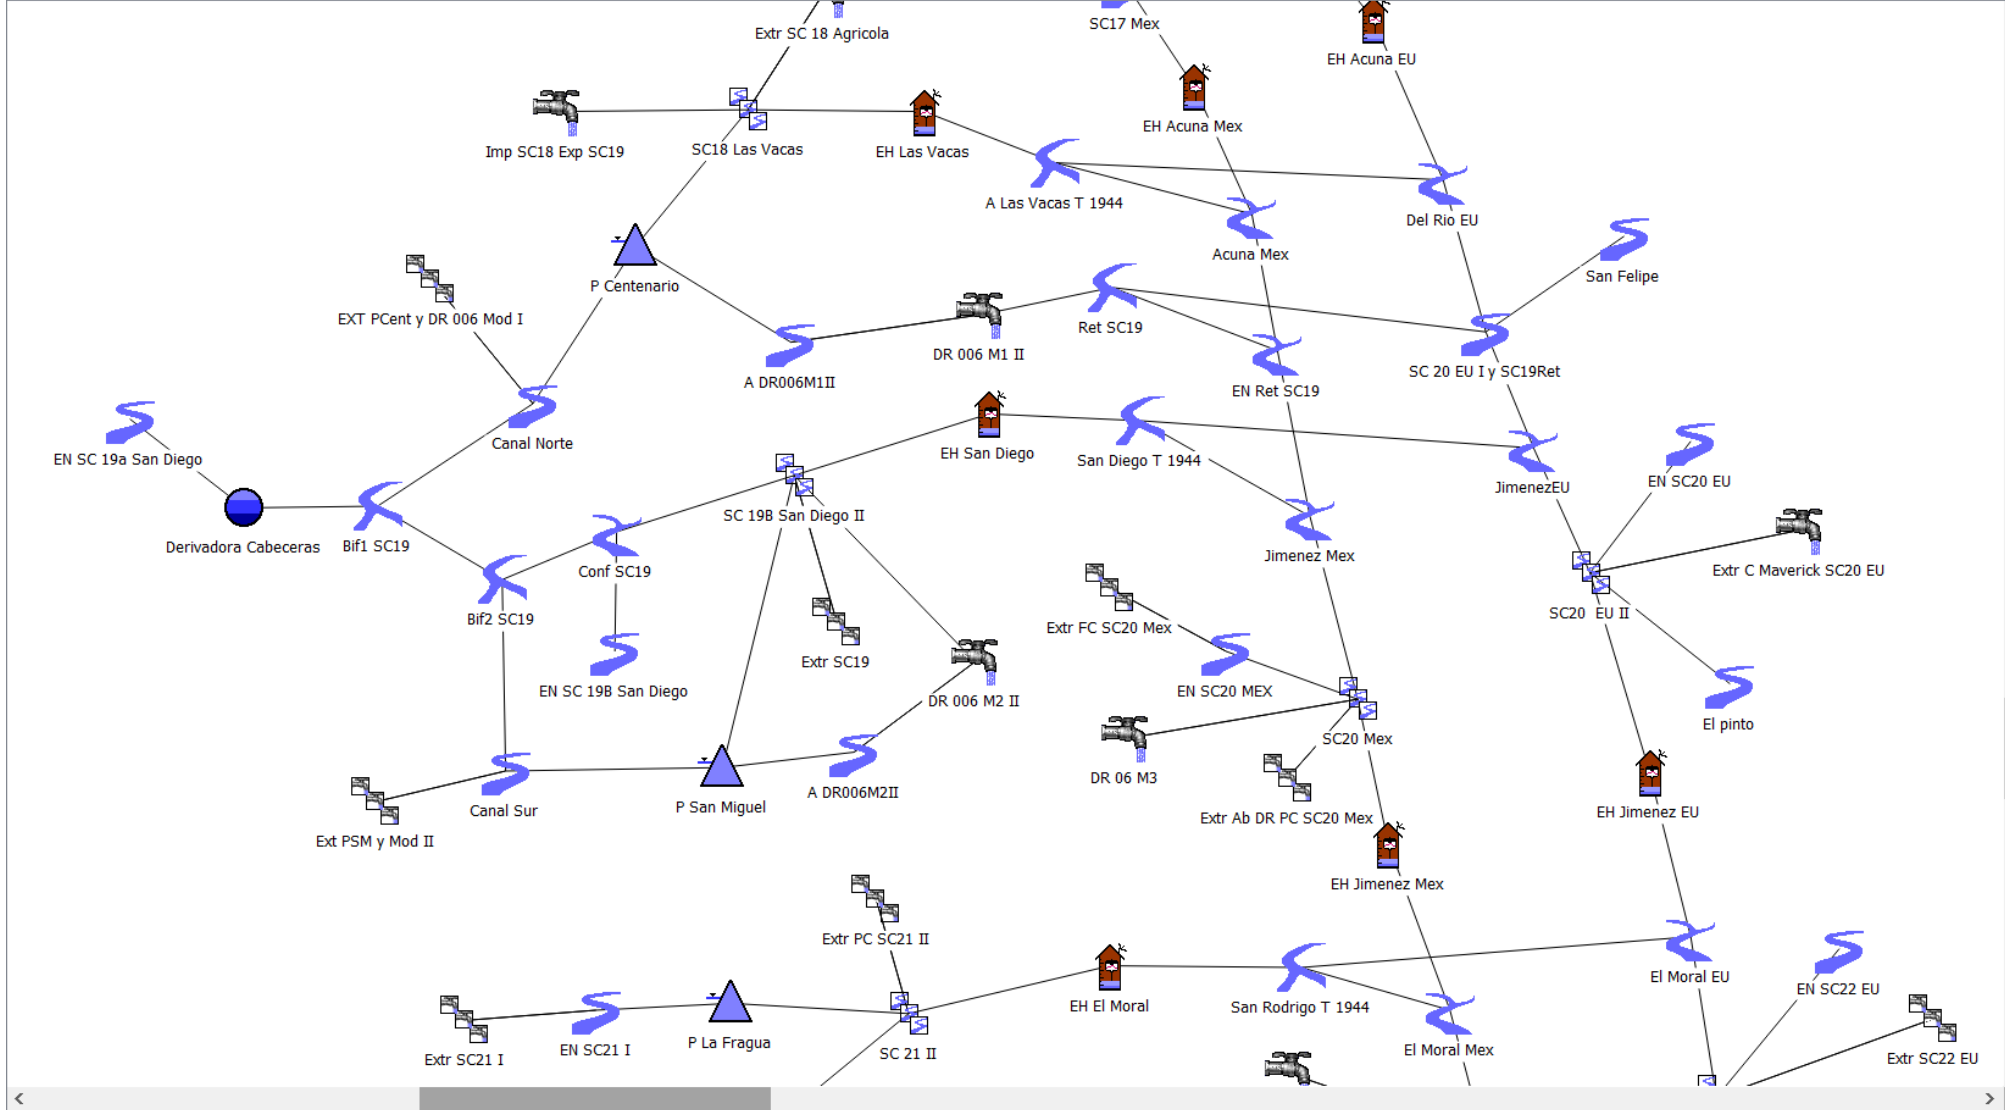 SC17 Mex
Extr SC 18 Agricola
EH Acuna EU
EH Acuna Mex
Imp SC18 Exp SC19
SC18 Las Vacas
EH Las Vacas
A Las Vacas T 1944
Del Rio EU
Acuna Mex
San Felipe
P Centenario
EXT PCent y DR 006 Mod I
Ret SC19
DR 006 M1 II
SC 20 EU I y SC19Ret
A DR006M1II
EN Ret SC19
Canal Norte
EH San Diego
EN SC 19a San Diego
San Diego T 1944
EN SC20 EU
JimenezEU
SC 19B San Diego II
Derivadora Cabeceras
Bif1 SC19
Jimenez Mex
Conf SC19
Extr C Maverick SC20 EU
SC20 EU II
Bif2 SC19
Extr FC SC20 Mex
Extr SC19
EN SC 19B San Diego
EN SC20 MEX
DR 006 M2 II
El pinto
SC20 Mex
DR 06 M3
A DR006M2II
P San Miguel
Canal Sur
EH Jimenez EU
Extr Ab DR PC SC20 Mex
Ext PSM y Mod II
EH Jimenez Mex
Extr PC SC21 II
El Moral EU
EN SC22 EU
EH El Moral
San Rodrigo T 1944
P La Fragua
EN SC21 I
El Moral Mex
SC 21 II
Extr SC21 I
Extr SC22 EU